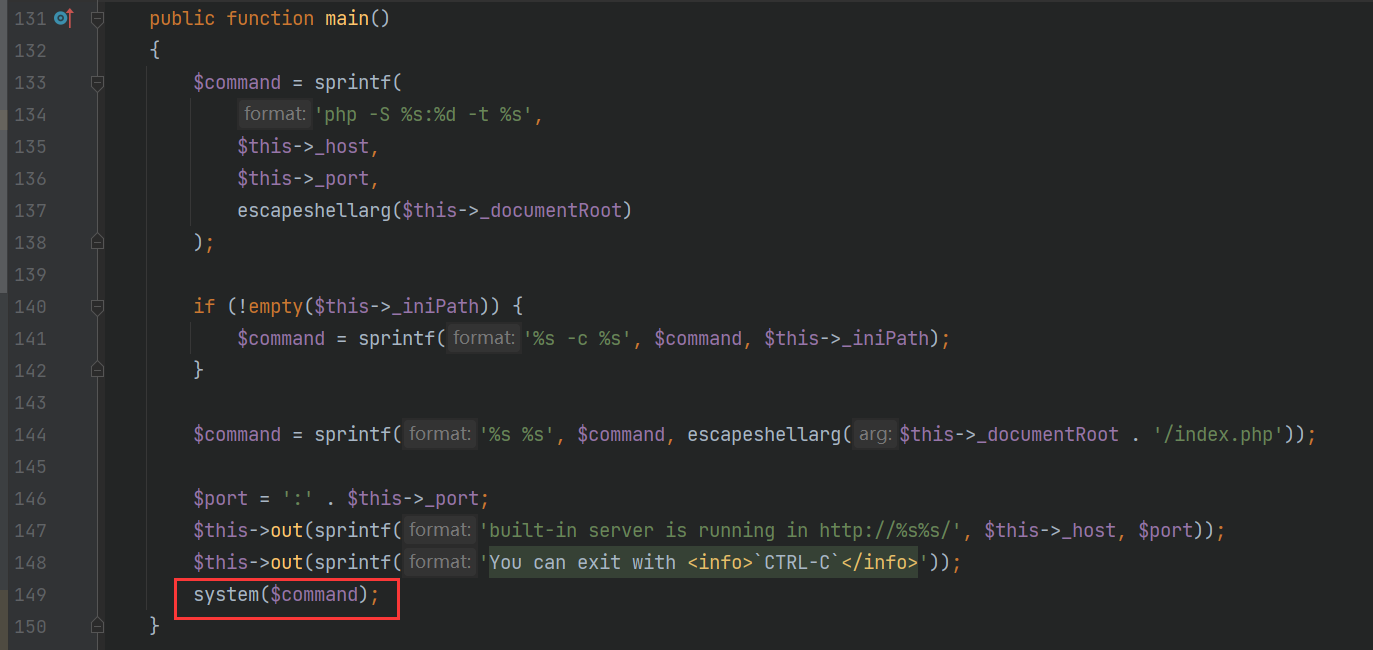 131 public function main()
132 {
133 $command = sprintf(
134 format: 'php -S %s:%d -t %s',
135 $this->_host,
136 $this->_port,
137 escapeshellarg($this->_documentRoot)
138 );
139
140 if (!empty($this->_iniPath)) {
141 $command = sprintf( format: '%s -c %s', $command, $this->_iniPath);
142 }
143
144 $command = sprintf( format: '%s %s', $command, escapeshellarg( arg: $this->_documentRoot . '/index.php'));
145
146 $port = ':' . $this->_port;
147 $this->out(sprintf( format: 'built-in server is running in http://%s%s/', $this->_host, $port));
148 $this->out(sprintf( format: 'You can exit with <info>`CTRL-C`</info>'));
149 system($command);
150 }